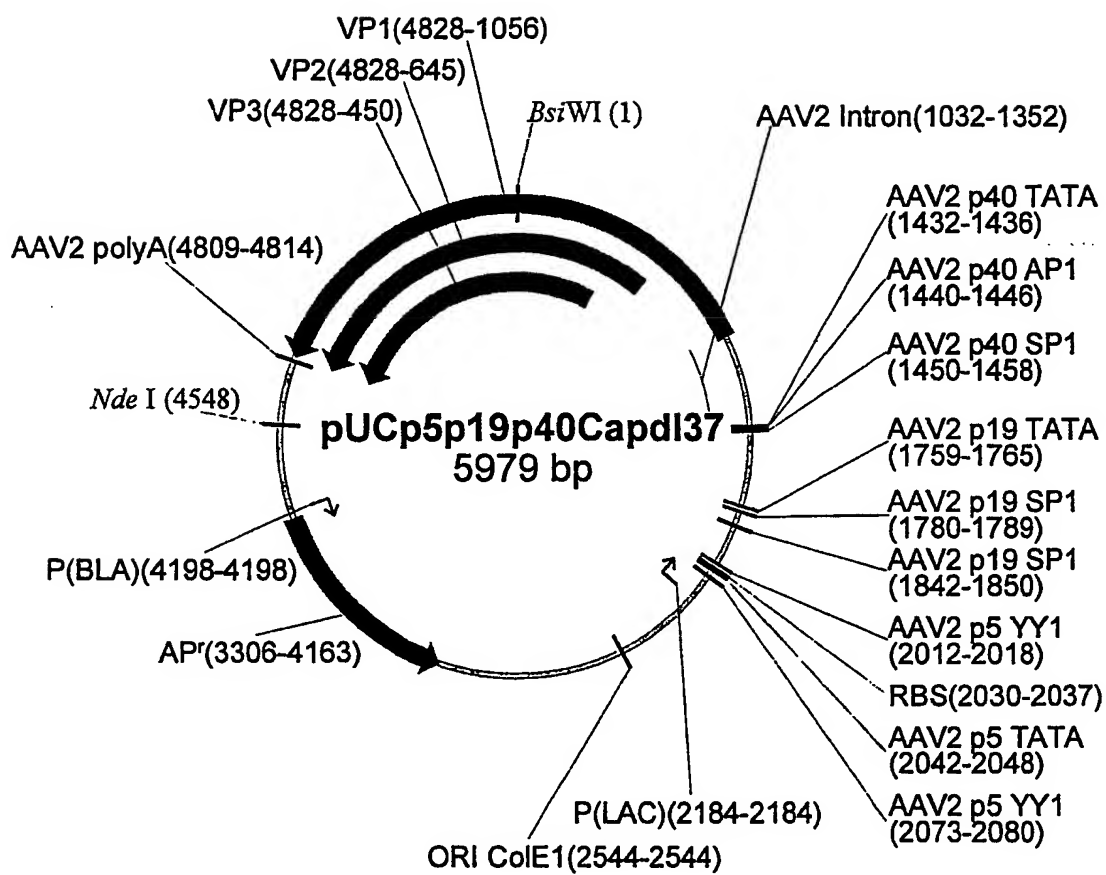 VP1(4828-1056)
VP2(4828-645)
VP3(4828-450)
BsiWI (1)
AAV2 Intron(1032-1352)
AAV2 p40 TATA
(1432-1436)
AAV2 p40 AP1
(1440-1446)
AAV2 p40 SP1
(1450-1458)
AAV2 polyA(4809-4814)
Nde I (4548)
pUCp5p19p40CapdI37
5979 bp
AAV2 p19 TATA
(1759-1765)
AAV2 p19 SP1
(1780-1789)
AAV2 p19 SP1
(1842-1850)
P(BLA)(4198-4198)
APr(3306-4163)
AAV2 p5 YY1
(2012-2018)
RBS(2030-2037)
AAV2 p5 TATA
(2042-2048)
AAV2 p5 YY1
(2073-2080)
P(LAC)(2184-2184)
ORI ColE1(2544-2544)